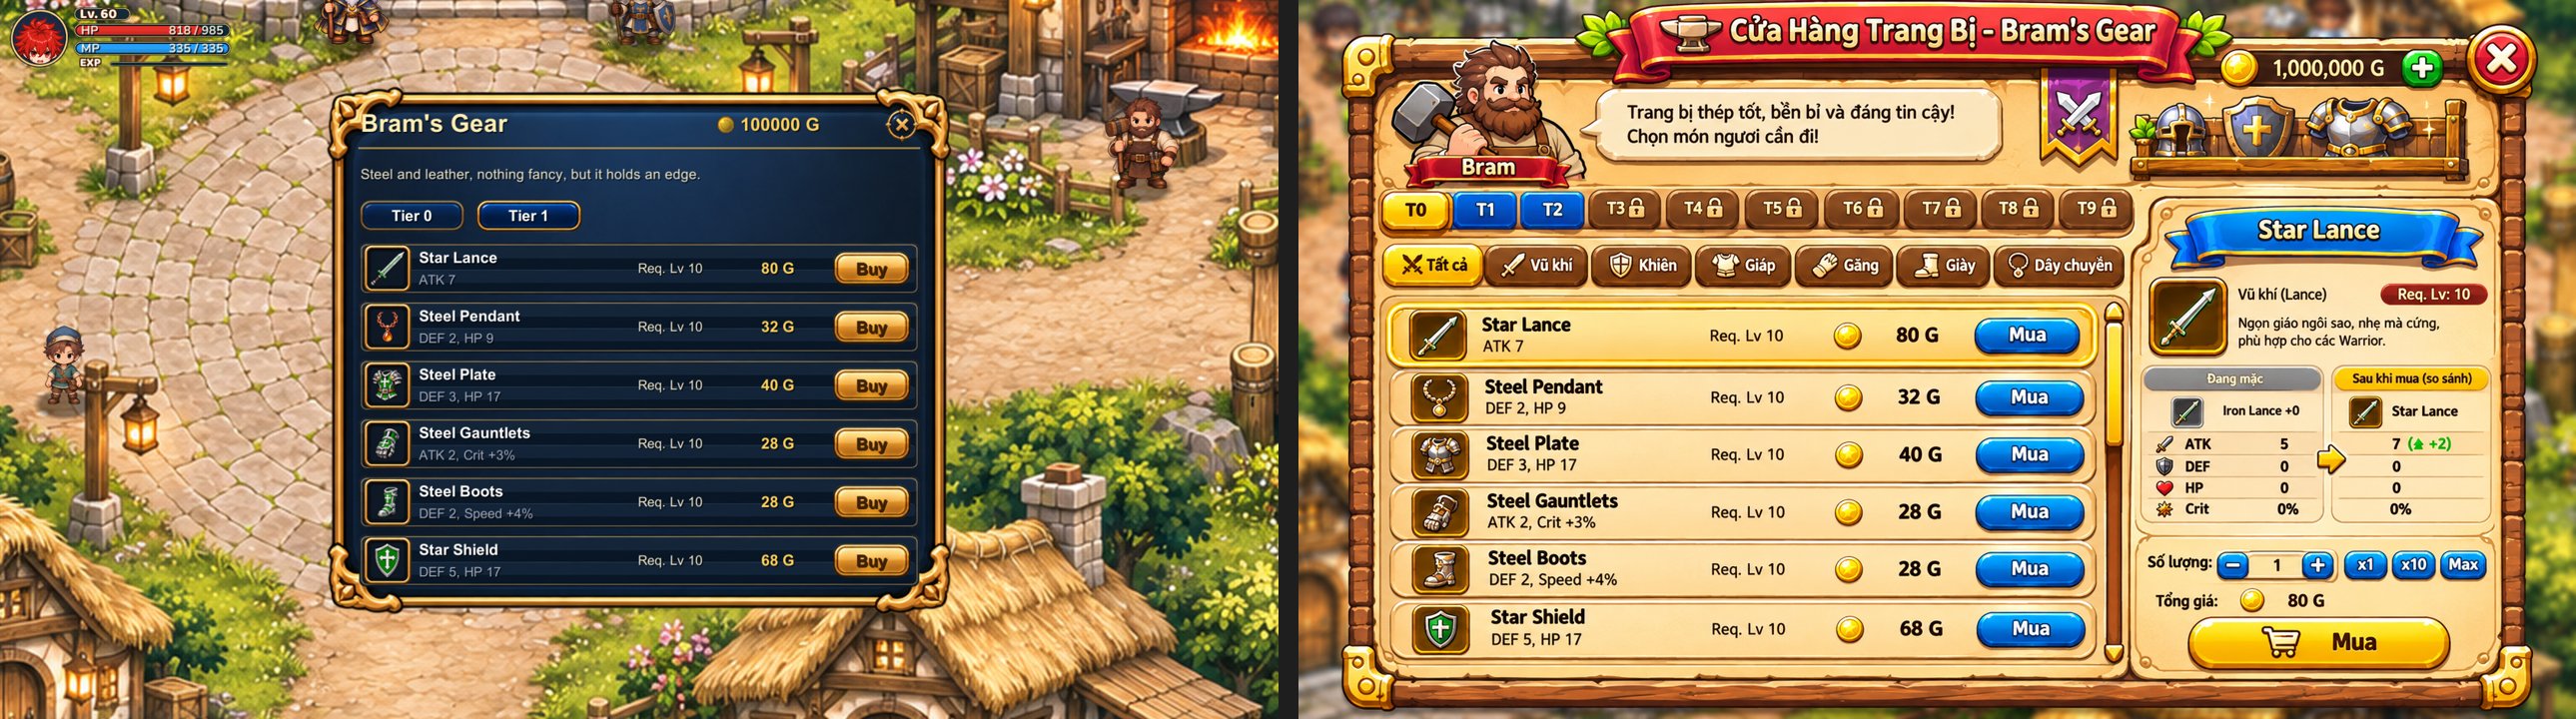 Lv. 60
HP 818 / 985
MP 335 / 335
EXP
Bram's Gear
100000 G
Steel and leather, nothing fancy, but it holds an edge.
Tier 0
Tier 1
Star Lance
ATK 7
Req. Lv 10
80 G
Buy
Steel Pendant
DEF 2, HP 9
Req. Lv 10
32 G
Buy
Steel Plate
DEF 3, HP 17
Req. Lv 10
40 G
Buy
Steel Gauntlets
ATK 2, Crit +3%
Req. Lv 10
28 G
Buy
Steel Boots
DEF 2, Speed +4%
Req. Lv 10
28 G
Buy
Star Shield
DEF 5, HP 17
Req. Lv 10
68 G
Buy
Cửa Hàng Trang Bị - Bram's Gear
1,000,000 G
Trang bị thép tốt, bền bỉ và đáng tin cậy!
Chọn món ngươi cần đi!
Bram
T0
T1
T2
T3
T4
T5
T6
T7
T8
T9
Tất cả
Vũ khí
Khiên
Giáp
Găng
Giày
Dây chuyền
Star Lance
ATK 7
Req. Lv 10
80 G
Mua
Steel Pendant
DEF 2, HP 9
Req. Lv 10
32 G
Mua
Steel Plate
DEF 3, HP 17
Req. Lv 10
40 G
Mua
Steel Gauntlets
ATK 2, Crit +3%
Req. Lv 10
28 G
Mua
Steel Boots
DEF 2, Speed +4%
Req. Lv 10
28 G
Mua
Star Shield
DEF 5, HP 17
Req. Lv 10
68 G
Mua
Star Lance
Vũ khí (Lance)
Req. Lv: 10
Ngọn giáo ngôi sao, nhẹ mà cứng,
phù hợp cho các Warrior.
Đang mặc
Sau khi mua (so sánh)
Iron Lance +0
Star Lance
ATK 5 7 (+2)
DEF 0 0
HP 0 0
Crit 0% 0%
Số lượng: − 1 + x1 x10 Max
Tổng giá: 80 G
Mua